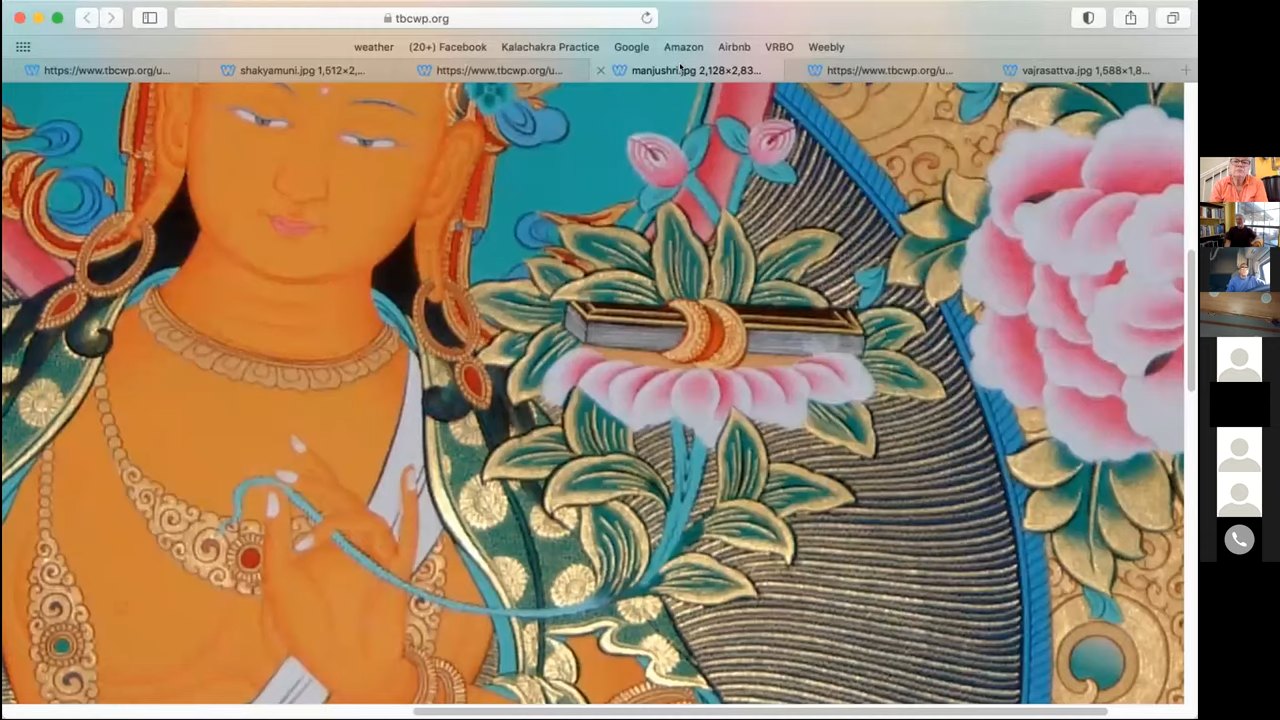 tbcwp.org
weather (20+) Facebook Kalachakra Practice Google Amazon Airbnb VRBO Weebly
https://www.tbcwp.org/u... shakyamuni.jpg 1,512×2,... https://www.tbcwp.org/u... manjushri.jpg 2,128×2,83... https://www.tbcwp.org/u... vajrasattva.jpg 1,588×1,8...